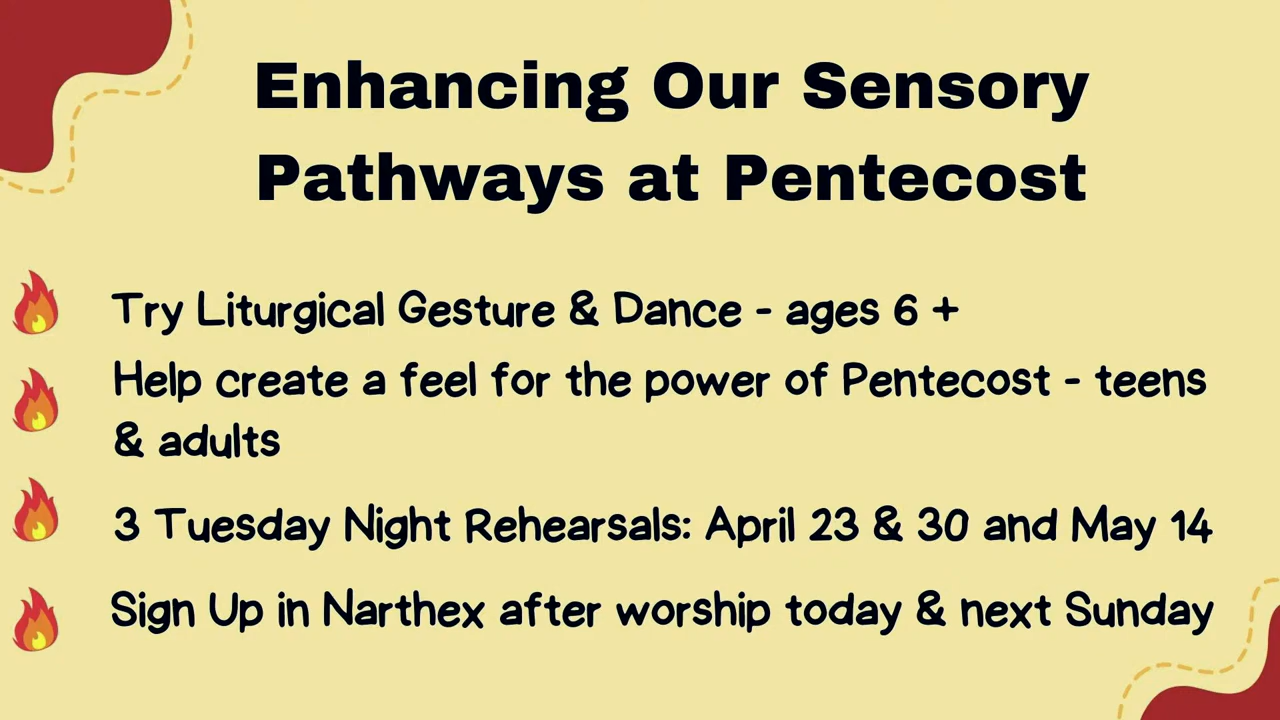 Enhancing Our Sensory
Pathways at Pentecost
Try Liturgical Gesture & Dance - ages 6 +
Help create a feel for the power of Pentecost - teens
& adults
3 Tuesday Night Rehearsals: April 23 & 30 and May 14
Sign Up in Narthex after worship today & next Sunday